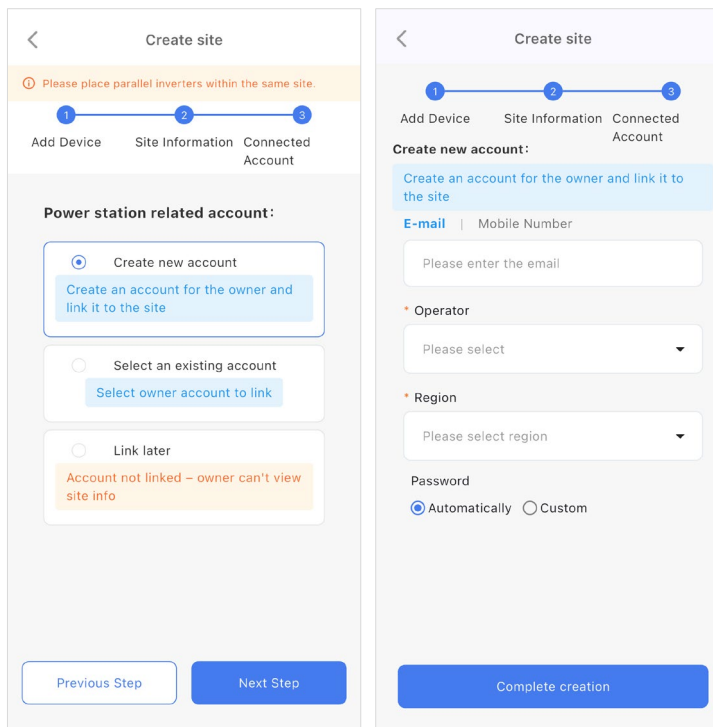 Create site
Please place parallel inverters within the same site.
1
2
3
Add Device
Site Information
Connected
Account
Power station related account:
Create new account
Create an account for the owner and
link it to the site
Select an existing account
Select owner account to link
Link later
Account not linked – owner can't view
site info
Previous Step
Next Step
Create site
1
2
3
Add Device
Site Information
Connected
Account
Create new account:
Create an account for the owner and link it to
the site
E-mail | Mobile Number
Please enter the email
* Operator
Please select
* Region
Please select region
Password
Automatically
Custom
Complete creation